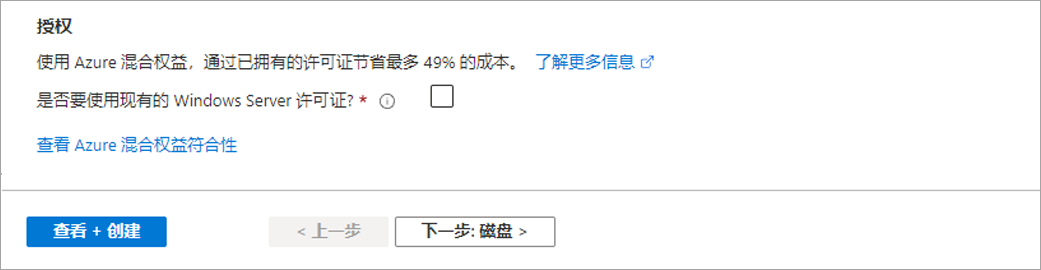 授权
使用 Azure 混合权益，通过已拥有的许可证节省最多 49% 的成本。 了解更多信息
是否要使用现有的 Windows Server 许可证? *
查看 Azure 混合权益符合性
查看 + 创建
< 上一步
下一步: 磁盘 >